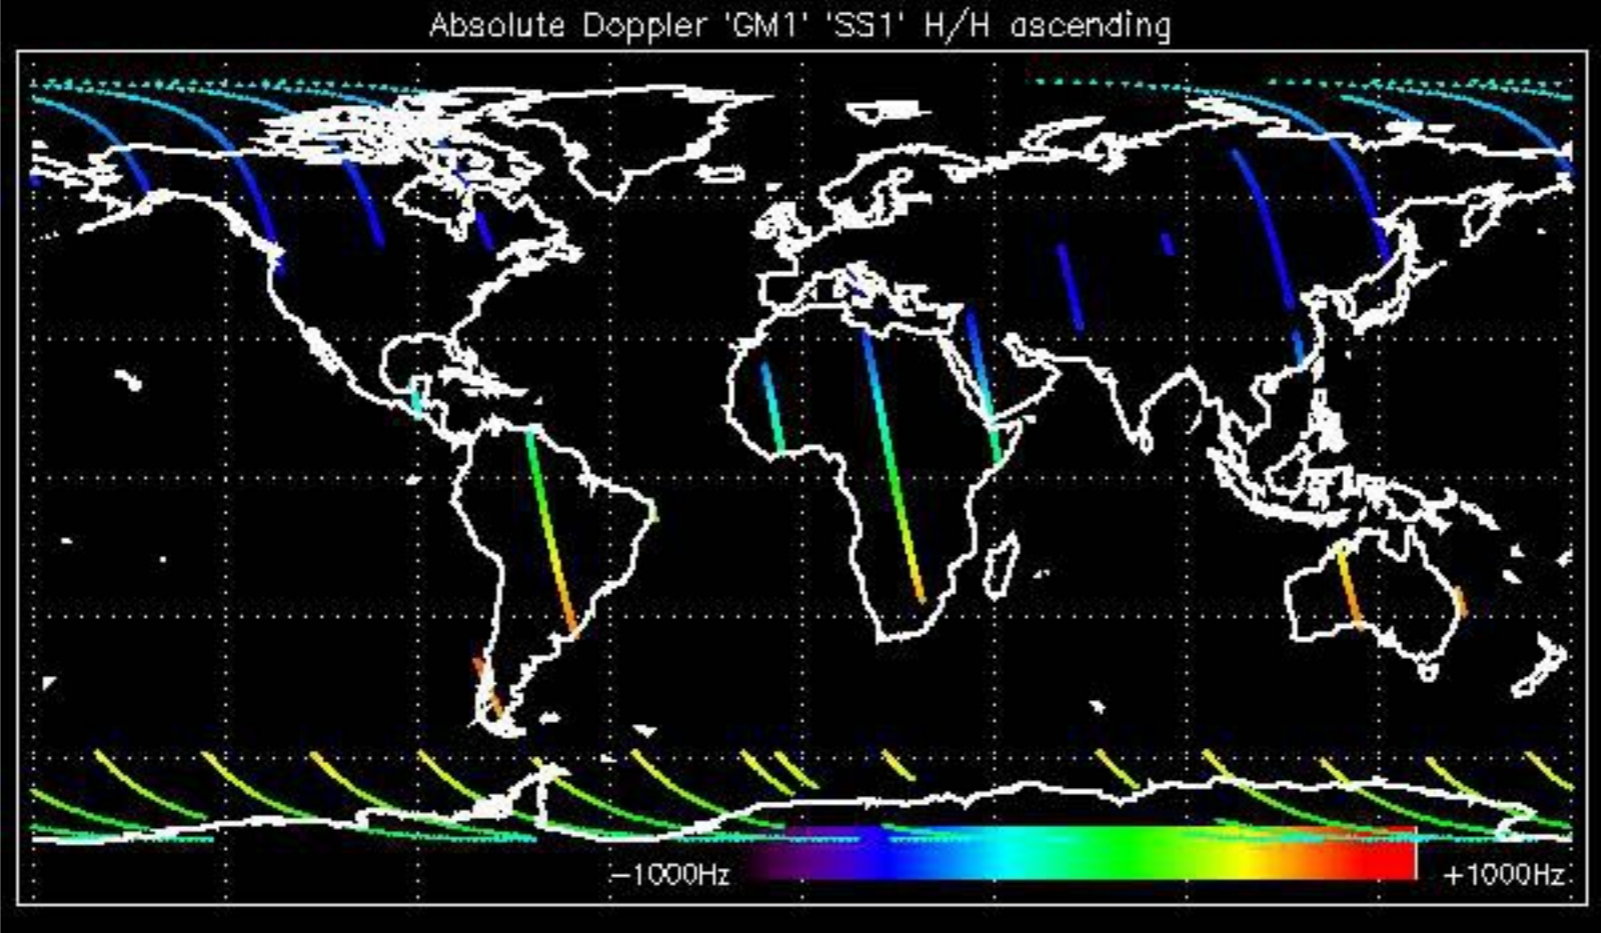 Absolute Doppler 'GM1' 'SS1' H/H ascending
−1000Hz +1000Hz